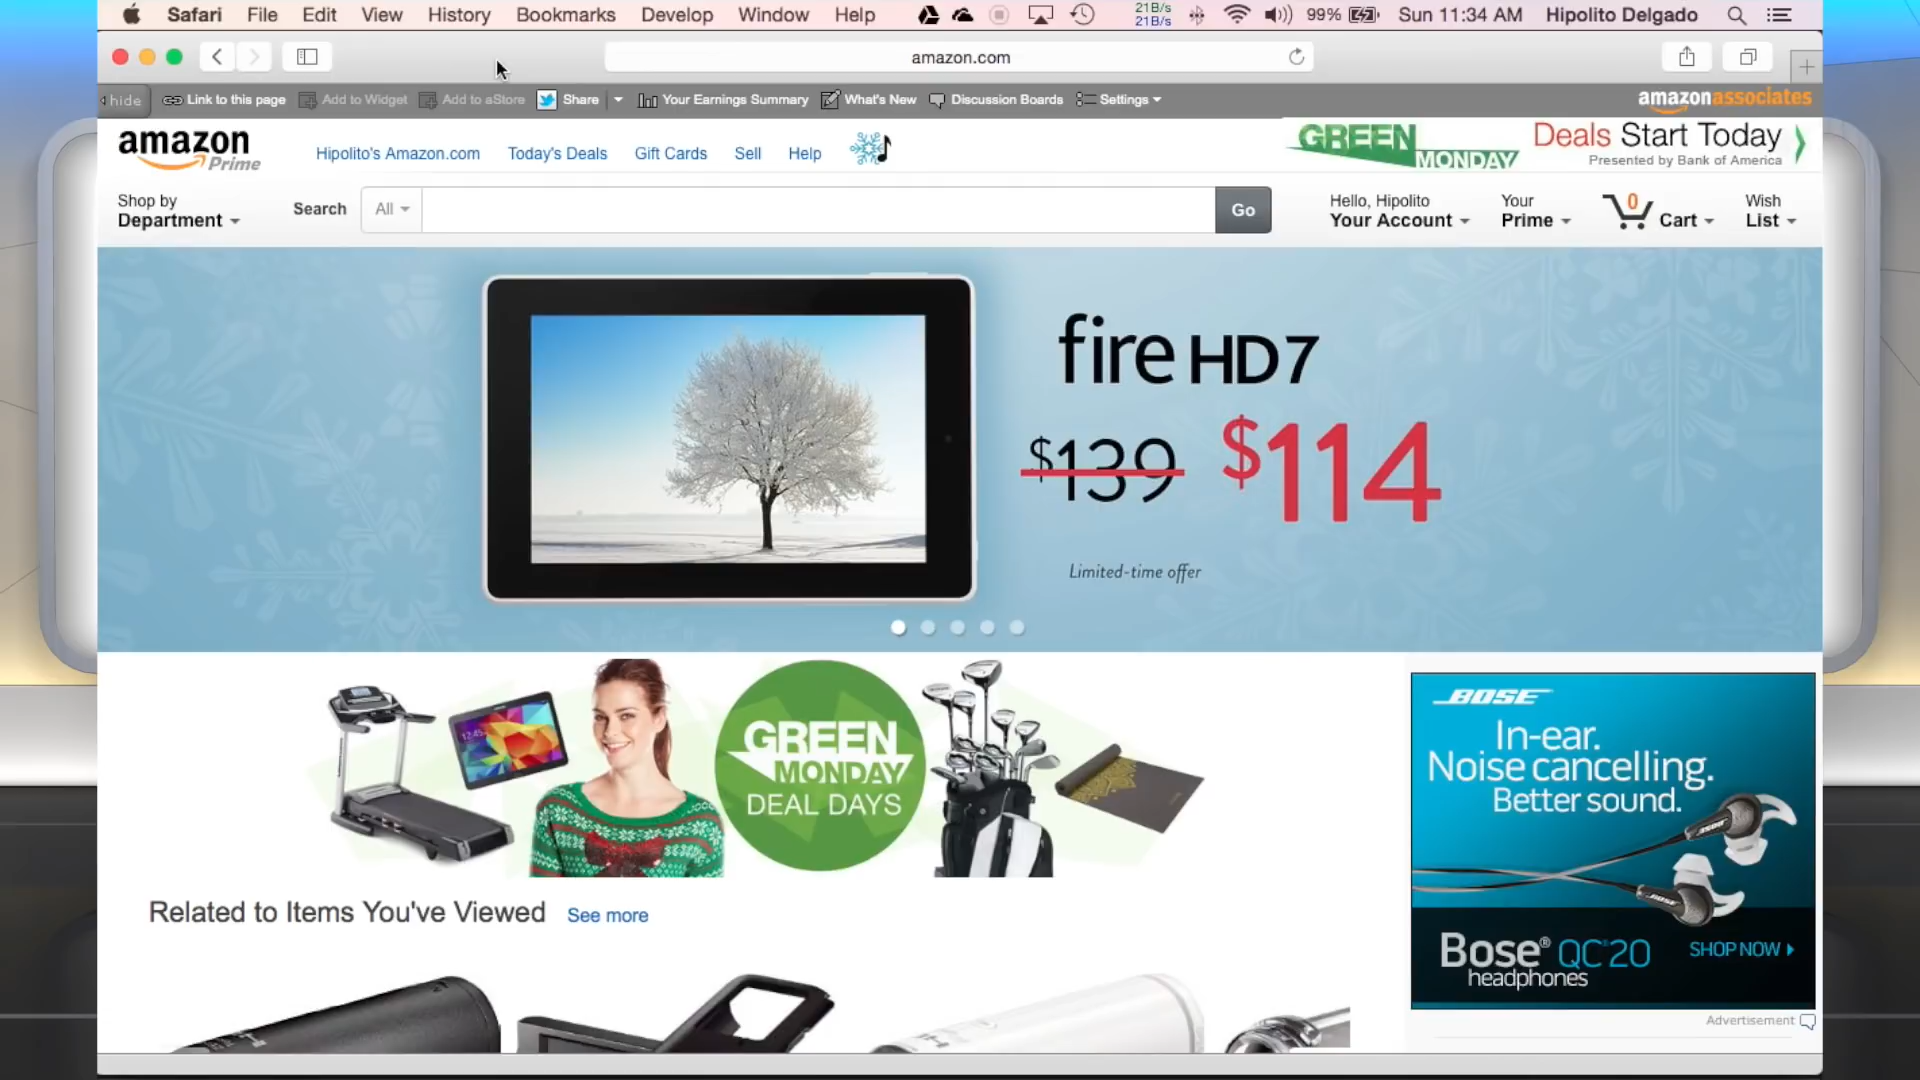 Safari File Edit View History Bookmarks Develop Window Help 21B/s 21B/s 99% Sun 11:34 AM Hipolito Delgado
amazon.com
hide Link to this page Add to Widget Add to aStore Share Your Earnings Summary What's New Discussion Boards Settings amazonassociates
amazon Prime
Hipolito's Amazon.com Today's Deals Gift Cards Sell Help
GREEN MONDAY
Deals Start Today
Presented by Bank of America
Shop by
Department
Search All Go
Hello, Hipolito
Your Account
Your
Prime
0
Cart
Wish
List
fire HD7
$139 $114
Limited-time offer
12:45
GREEN
MONDAY
DEAL DAYS
Related to Items You've Viewed See more
BOSE
In-ear.
Noise cancelling.
Better sound.
BOSE
BOSE
Bose® QC®20
headphones
SHOP NOW
Advertisement